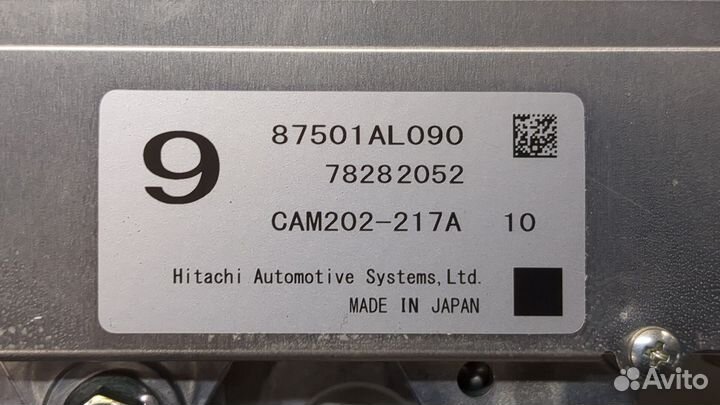 9
87501AL090
78282052
CAM202-217A 10
Hitachi Automotive Systems,Ltd.
MADE IN JAPAN
Avito